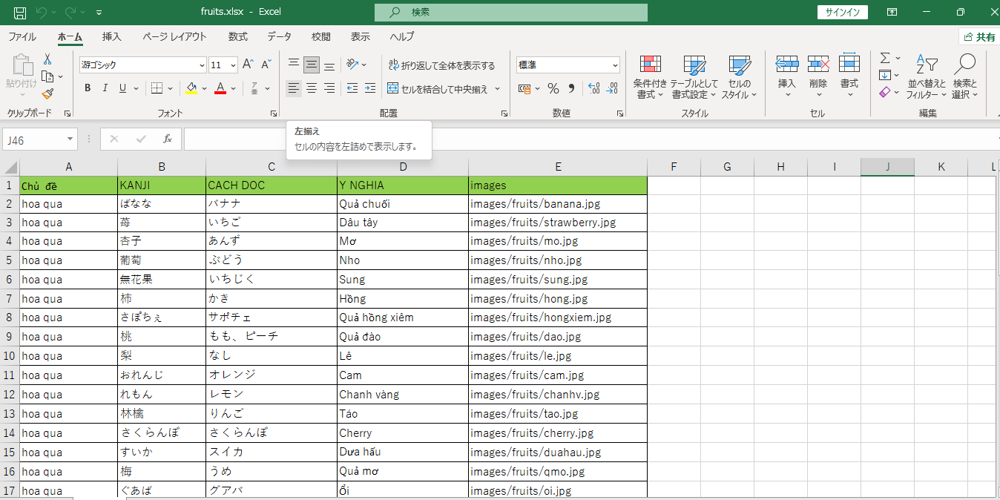 fruits.xlsx - Excel
検索
サインイン
ファイル ホーム 挿入 ページ レイアウト 数式 データ 校閲 表示 ヘルプ
共有
貼り付け
クリップボード
游ゴシック 11 A A
B I U A
フォント
折り返して全体を表示する
セルを結合して中央揃え
配置
標準
% 9
数値
条件付き 書式
テーブルとして 書式設定
セルの スタイル
スタイル
挿入 削除 書式
セル
並べ替えと フィルター
検索と 選択
編集
J46
fx
左揃え
セルの内容を左詰めで表示します。
A B C D E F G H I J K L
1 Chủ đề KANJI CACH DOC Y NGHIA images
2 hoa qua ばなな バナナ Quả chuối images/fruits/banana.jpg
3 hoa qua 苺 いちご Dâu tây images/fruits/strawberry.jpg
4 hoa qua 杏子 あんず Mơ images/fruits/mo.jpg
5 hoa qua 葡萄 ぶどう Nho images/fruits/nho.jpg
6 hoa qua 無花果 いちじく Sung images/fruits/sung.jpg
7 hoa qua 柿 かき Hồng images/fruits/hong.jpg
8 hoa qua さぽちぇ サポチェ Quả hồng xiêm images/fruits/hongxiem.jpg
9 hoa qua 桃 もも、ピーチ Quả đào images/fruits/dao.jpg
10 hoa qua 梨 なし Lê images/fruits/le.jpg
11 hoa qua おれんじ オレンジ Cam images/fruits/cam.jpg
12 hoa qua れもん レモン Chanh vàng images/fruits/chanhv.jpg
13 hoa qua 林檎 りんご Táo images/fruits/tao.jpg
14 hoa qua さくらんぼ さくらんぼ Cherry images/fruits/cherry.jpg
15 hoa qua すいか スイカ Dưa hấu images/fruits/duahau.jpg
16 hoa qua 梅 うめ Quả mơ images/fruits/qmo.jpg
17 hoa qua ぐあば グアバ Ổi images/fruits/oi.jpg